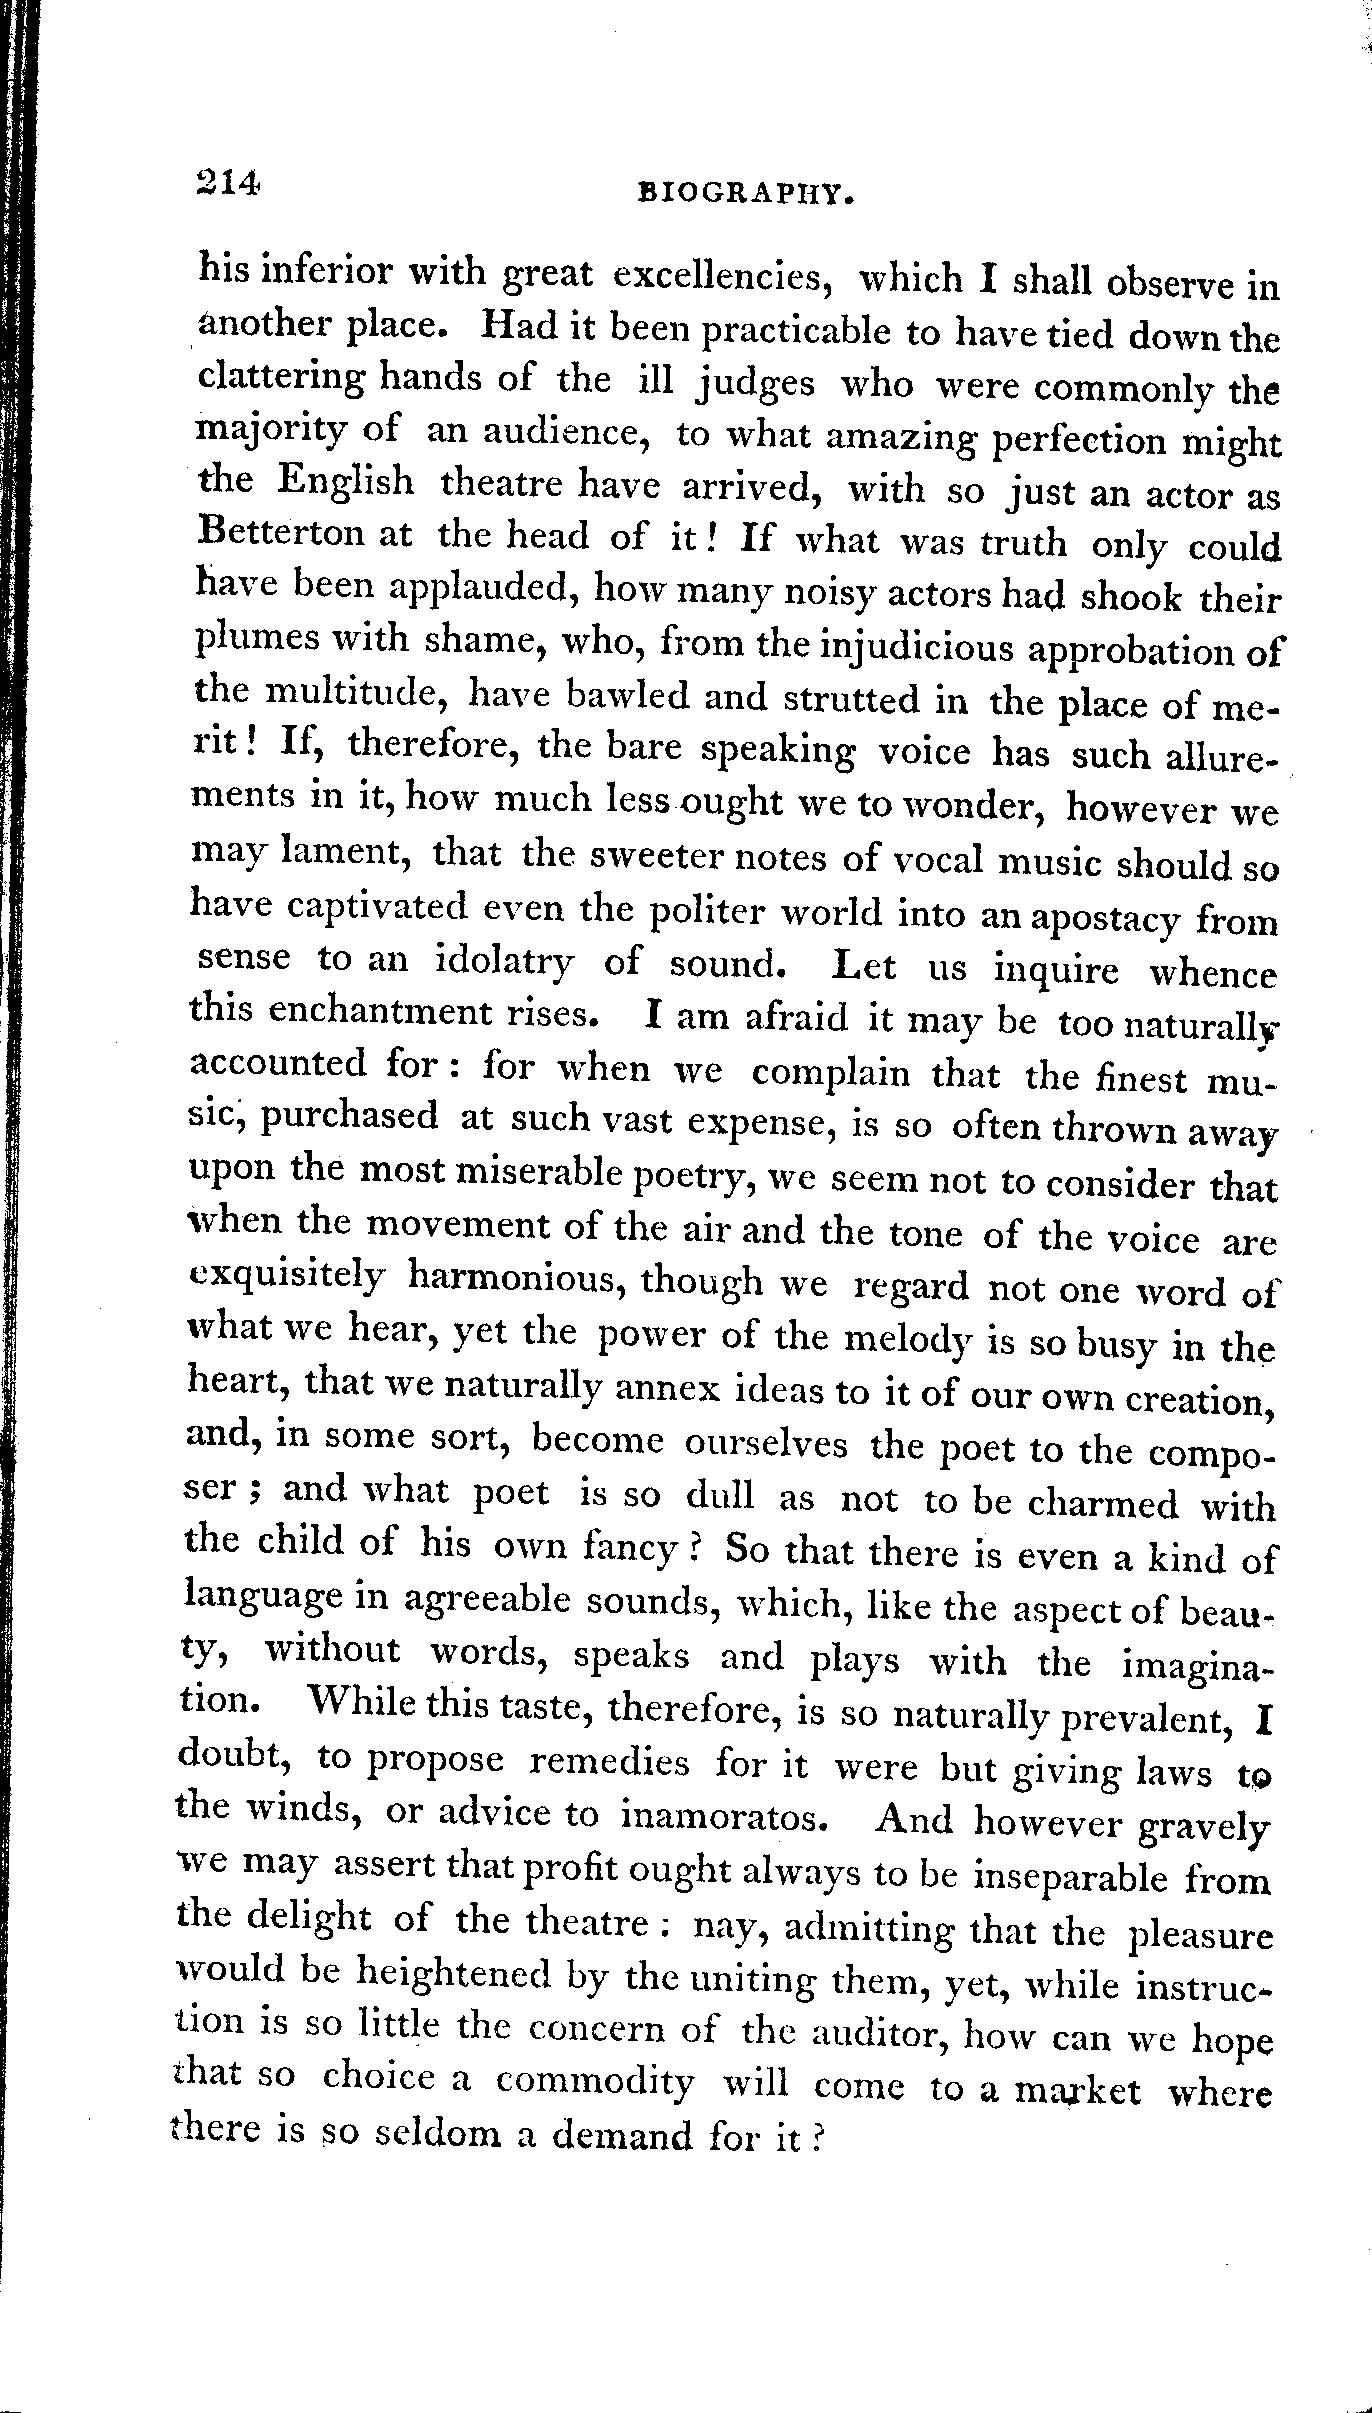 214
BIOGRAPHY.
his inferior with great excellencies, which I shall observe in
another place. Had it been practicable to have tied down the
clattering hands of the ill judges who were commonly the
majority of an audience, to what amazing perfection might
the English theatre have arrived, with so just an actor as
Betterton at the head of it! If what was truth only could
have been applauded, how many noisy actors had shook their
plumes with shame, who, from the injudicious approbation of
the multitude, have bawled and strutted in the place of me-
rit! If, therefore, the bare speaking voice has such allure-
ments in it, how much less ought we to wonder, however we
may lament, that the sweeter notes of vocal music should so
have captivated even the politer world into an apostacy from
sense to an idolatry of sound. Let us inquire whence
this enchantment rises. I am afraid it may be too naturally
accounted for: for when we complain that the finest mu-
sic, purchased at such vast expense, is so often thrown away
upon the most miserable poetry, we seem not to consider that
when the movement of the air and the tone of the voice are
exquisitely harmonious, though we regard not one word of
what we hear, yet the power of the melody is so busy in the
heart, that we naturally annex ideas to it of our own creation,
and, in some sort, become ourselves the poet to the compo-
ser; and what poet is so dull as not to be charmed with
the child of his own fancy? So that there is even a kind of
language in agreeable sounds, which, like the aspect of beau-
ty, without words, speaks and plays with the imagina-
tion. While this taste, therefore, is so naturally prevalent, I
doubt, to propose remedies for it were but giving laws to
the winds, or advice to inamoratos. And however gravely
we may assert that profit ought always to be inseparable from
the delight of the theatre: nay, admitting that the pleasure
would be heightened by the uniting them, yet, while instruc-
tion is so little the concern of the auditor, how can we hope
that so choice a commodity will come to a market where
there is so seldom a demand for it?